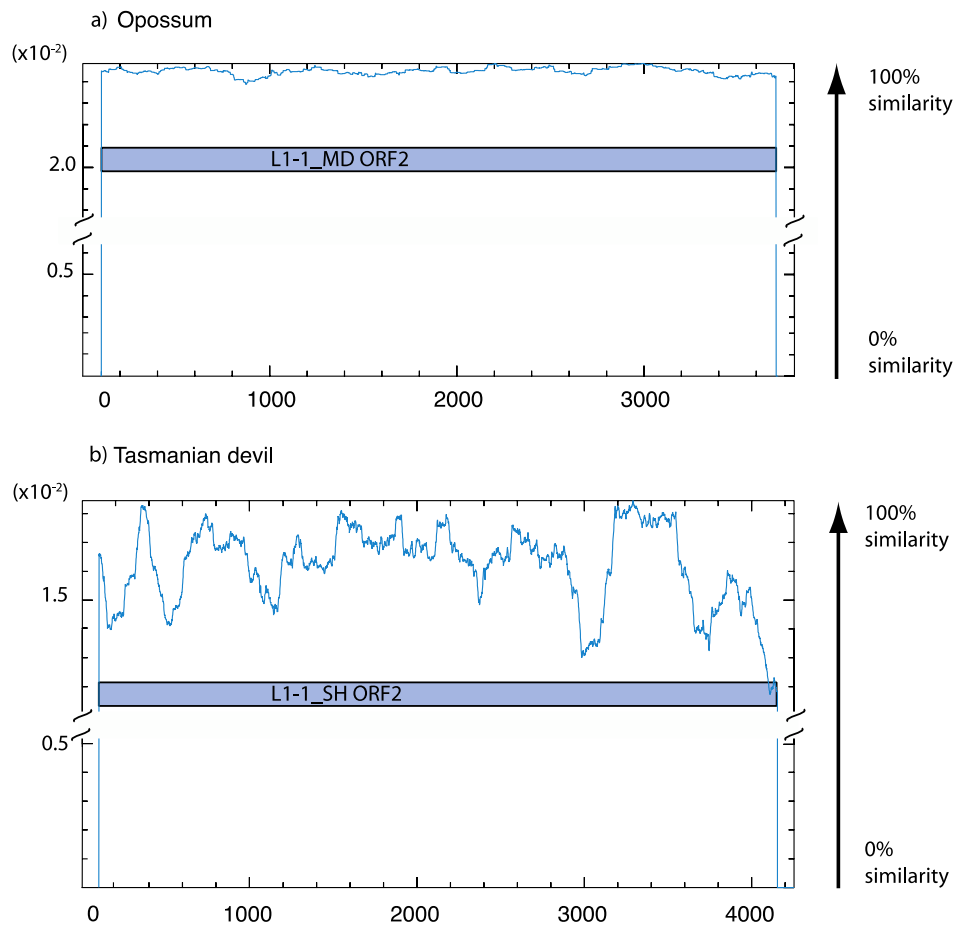 a) Opossum
(x10⁻²)
100%
similarity
L1-1_MD ORF2
2.0
0.5
0%
similarity
0 1000 2000 3000
b) Tasmanian devil
(x10⁻²)
100%
similarity
1.5
L1-1_SH ORF2
0.5
0%
similarity
0 1000 2000 3000 4000